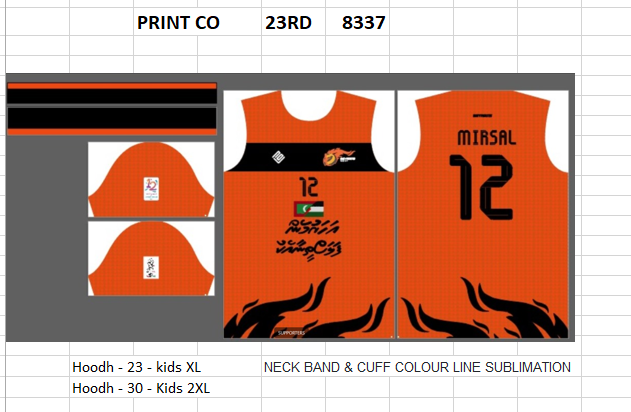 PRINT CO 23RD 8337
12
އަހަރުމެން
ފަލަސްތީނާއެކު
SUPPORTERS
MIRSAL
12
Hoodh - 23 - kids XL
Hoodh - 30 - Kids 2XL
NECK BAND & CUFF COLOUR LINE SUBLIMATION